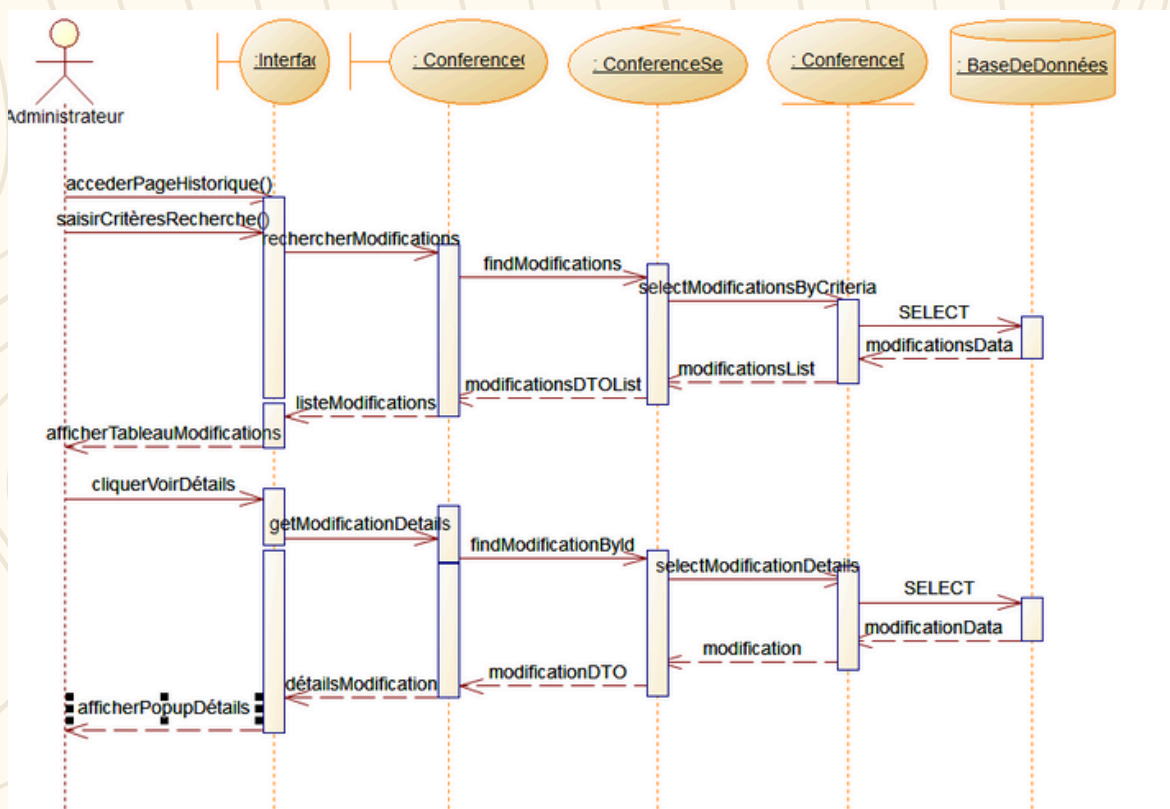 :Interfac
: Conference(
: ConferenceSe
: ConferenceI
: BaseDeDonnées
Administrateur
accederPageHistorique()
saisirCritèresRecherche()
rechercherModifications
findModifications
selectModificationsByCriteria
SELECT
modificationsData
modificationsList
modificationsDTOList
listeModifications
afficherTableauModifications
cliquerVoirDétails
getModificationDetails
findModificationById
selectModificationDetails
SELECT
modificationData
modification
modificationDTO
détailsModification
afficherPopupDétails